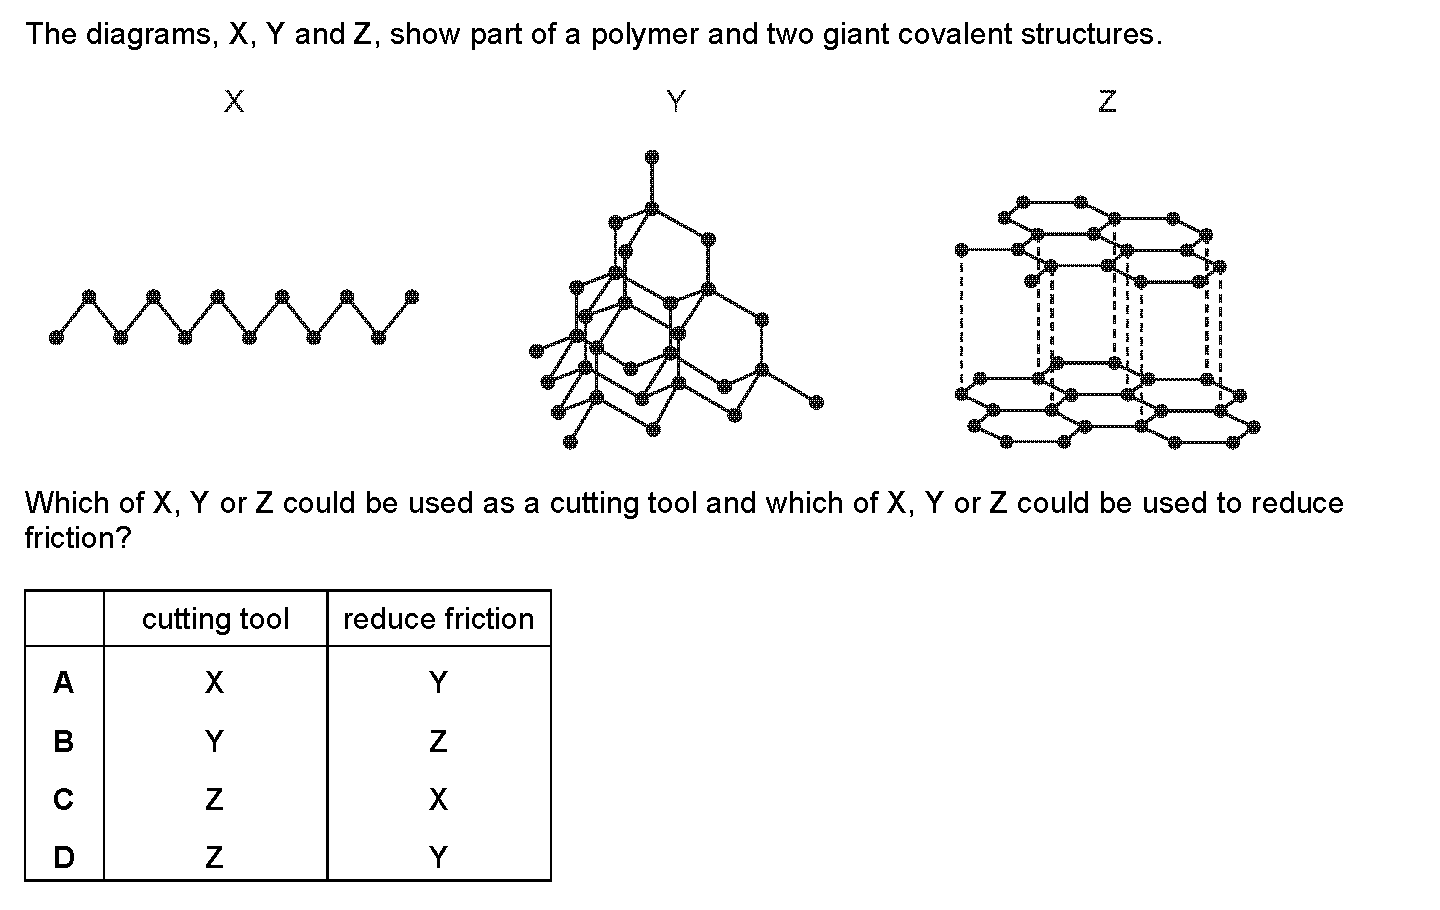 The diagrams, X, Y and Z, show part of a polymer and two giant covalent structures.
X Y Z
Which of X, Y or Z could be used as a cutting tool and which of X, Y or Z could be used to reduce
friction?
cutting tool reduce friction
A X Y
B Y Z
C Z X
D Z Y